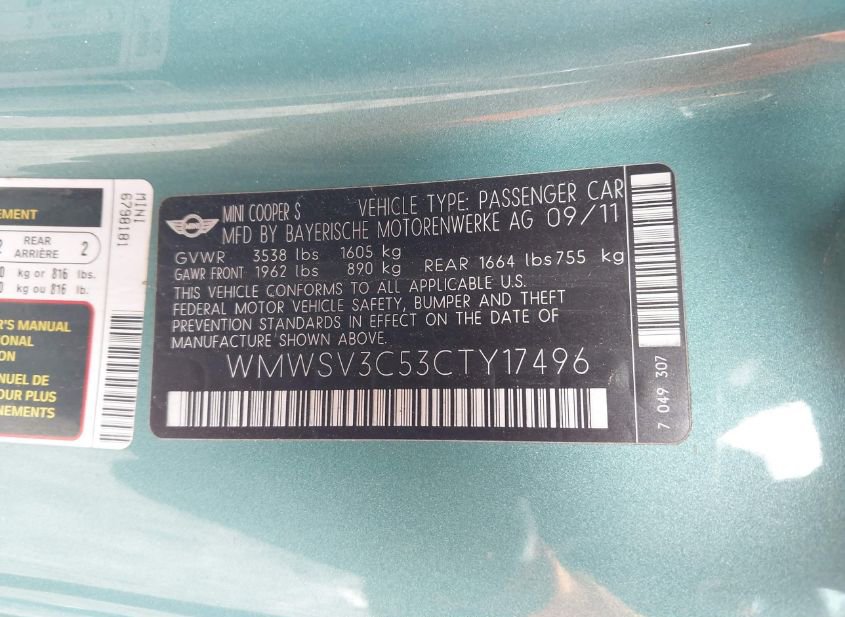 EMENT
REAR
ARRIÈRE 2
kg or 816 lbs.
kg ou 816 lb.
R'S MANUAL
IONAL
NUEL DE
OUR PLUS
NEMENTS
MINI
6798181
MINI
MINI COOPER S VEHICLE TYPE: PASSENGER CAR
MFD BY BAYERISCHE MOTORENWERKE AG 09/11
GVWR 3538 lbs 1605 kg
GAWR FRONT 1962 lbs 890 kg REAR 1664 lbs 755 kg
THIS VEHICLE CONFORMS TO ALL APPLICABLE U.S.
FEDERAL MOTOR VEHICLE SAFETY, BUMPER AND THEFT
PREVENTION STANDARDS IN EFFECT ON THE DATE OF
MANUFACTURE SHOWN ABOVE.
WMWSV3C53CTY17496
7 049 307